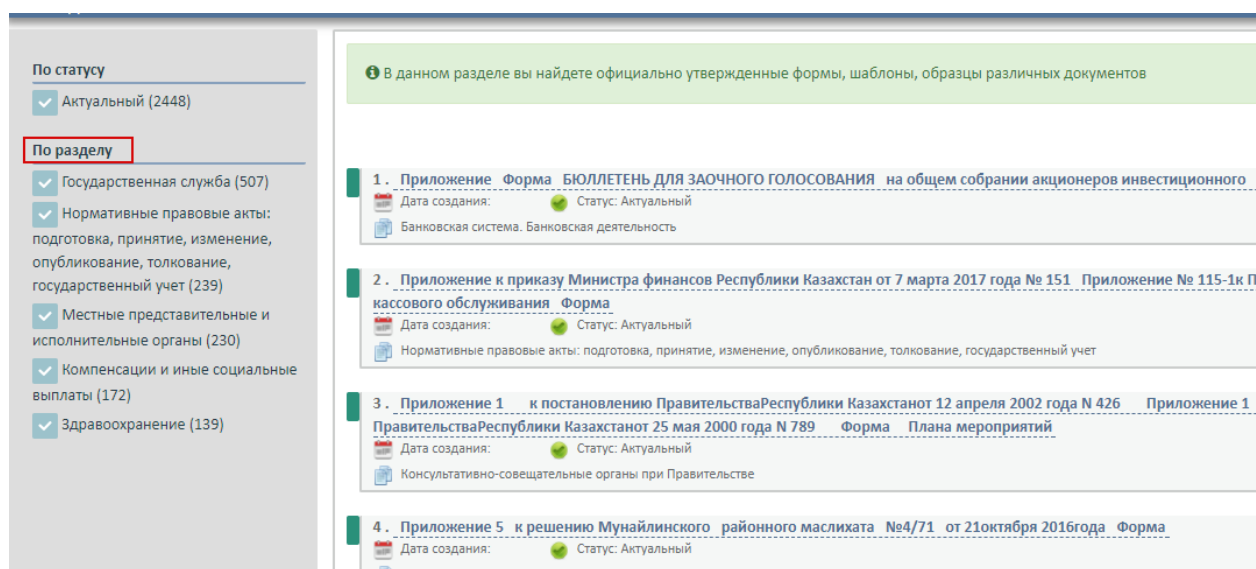 По статусу
Актуальный (2448)
По разделу
Государственная служба (507)
Нормативные правовые акты:
подготовка, принятие, изменение,
опубликование, толкование,
государственный учет (239)
Местные представительные и
исполнительные органы (230)
Компенсации и иные социальные
выплаты (172)
Здравоохранение (139)
В данном разделе вы найдете официально утвержденные формы, шаблоны, образцы различных документов
1 . Приложение Форма БЮЛЛЕТЕНЬ ДЛЯ ЗАОЧНОГО ГОЛОСОВАНИЯ на общем собрании акционеров инвестиционного
Дата создания: Статус: Актуальный
Банковская система. Банковская деятельность
2 . Приложение к приказу Министра финансов Республики Казахстан от 7 марта 2017 года № 151 Приложение № 115-1к П
кассового обслуживания Форма
Дата создания: Статус: Актуальный
Нормативные правовые акты: подготовка, принятие, изменение, опубликование, толкование, государственный учет
3 . Приложение 1 к постановлению ПравительстваРеспублики Казахстанот 12 апреля 2002 года N 426 Приложение 1
ПравительстваРеспублики Казахстанот 25 мая 2000 года N 789 Форма Плана мероприятий
Дата создания: Статус: Актуальный
Консультативно-совещательные органы при Правительстве
4 . Приложение 5 к решению Мунайлинского районного маслихата №4/71 от 21октября 2016года Форма
Дата создания: Статус: Актуальный